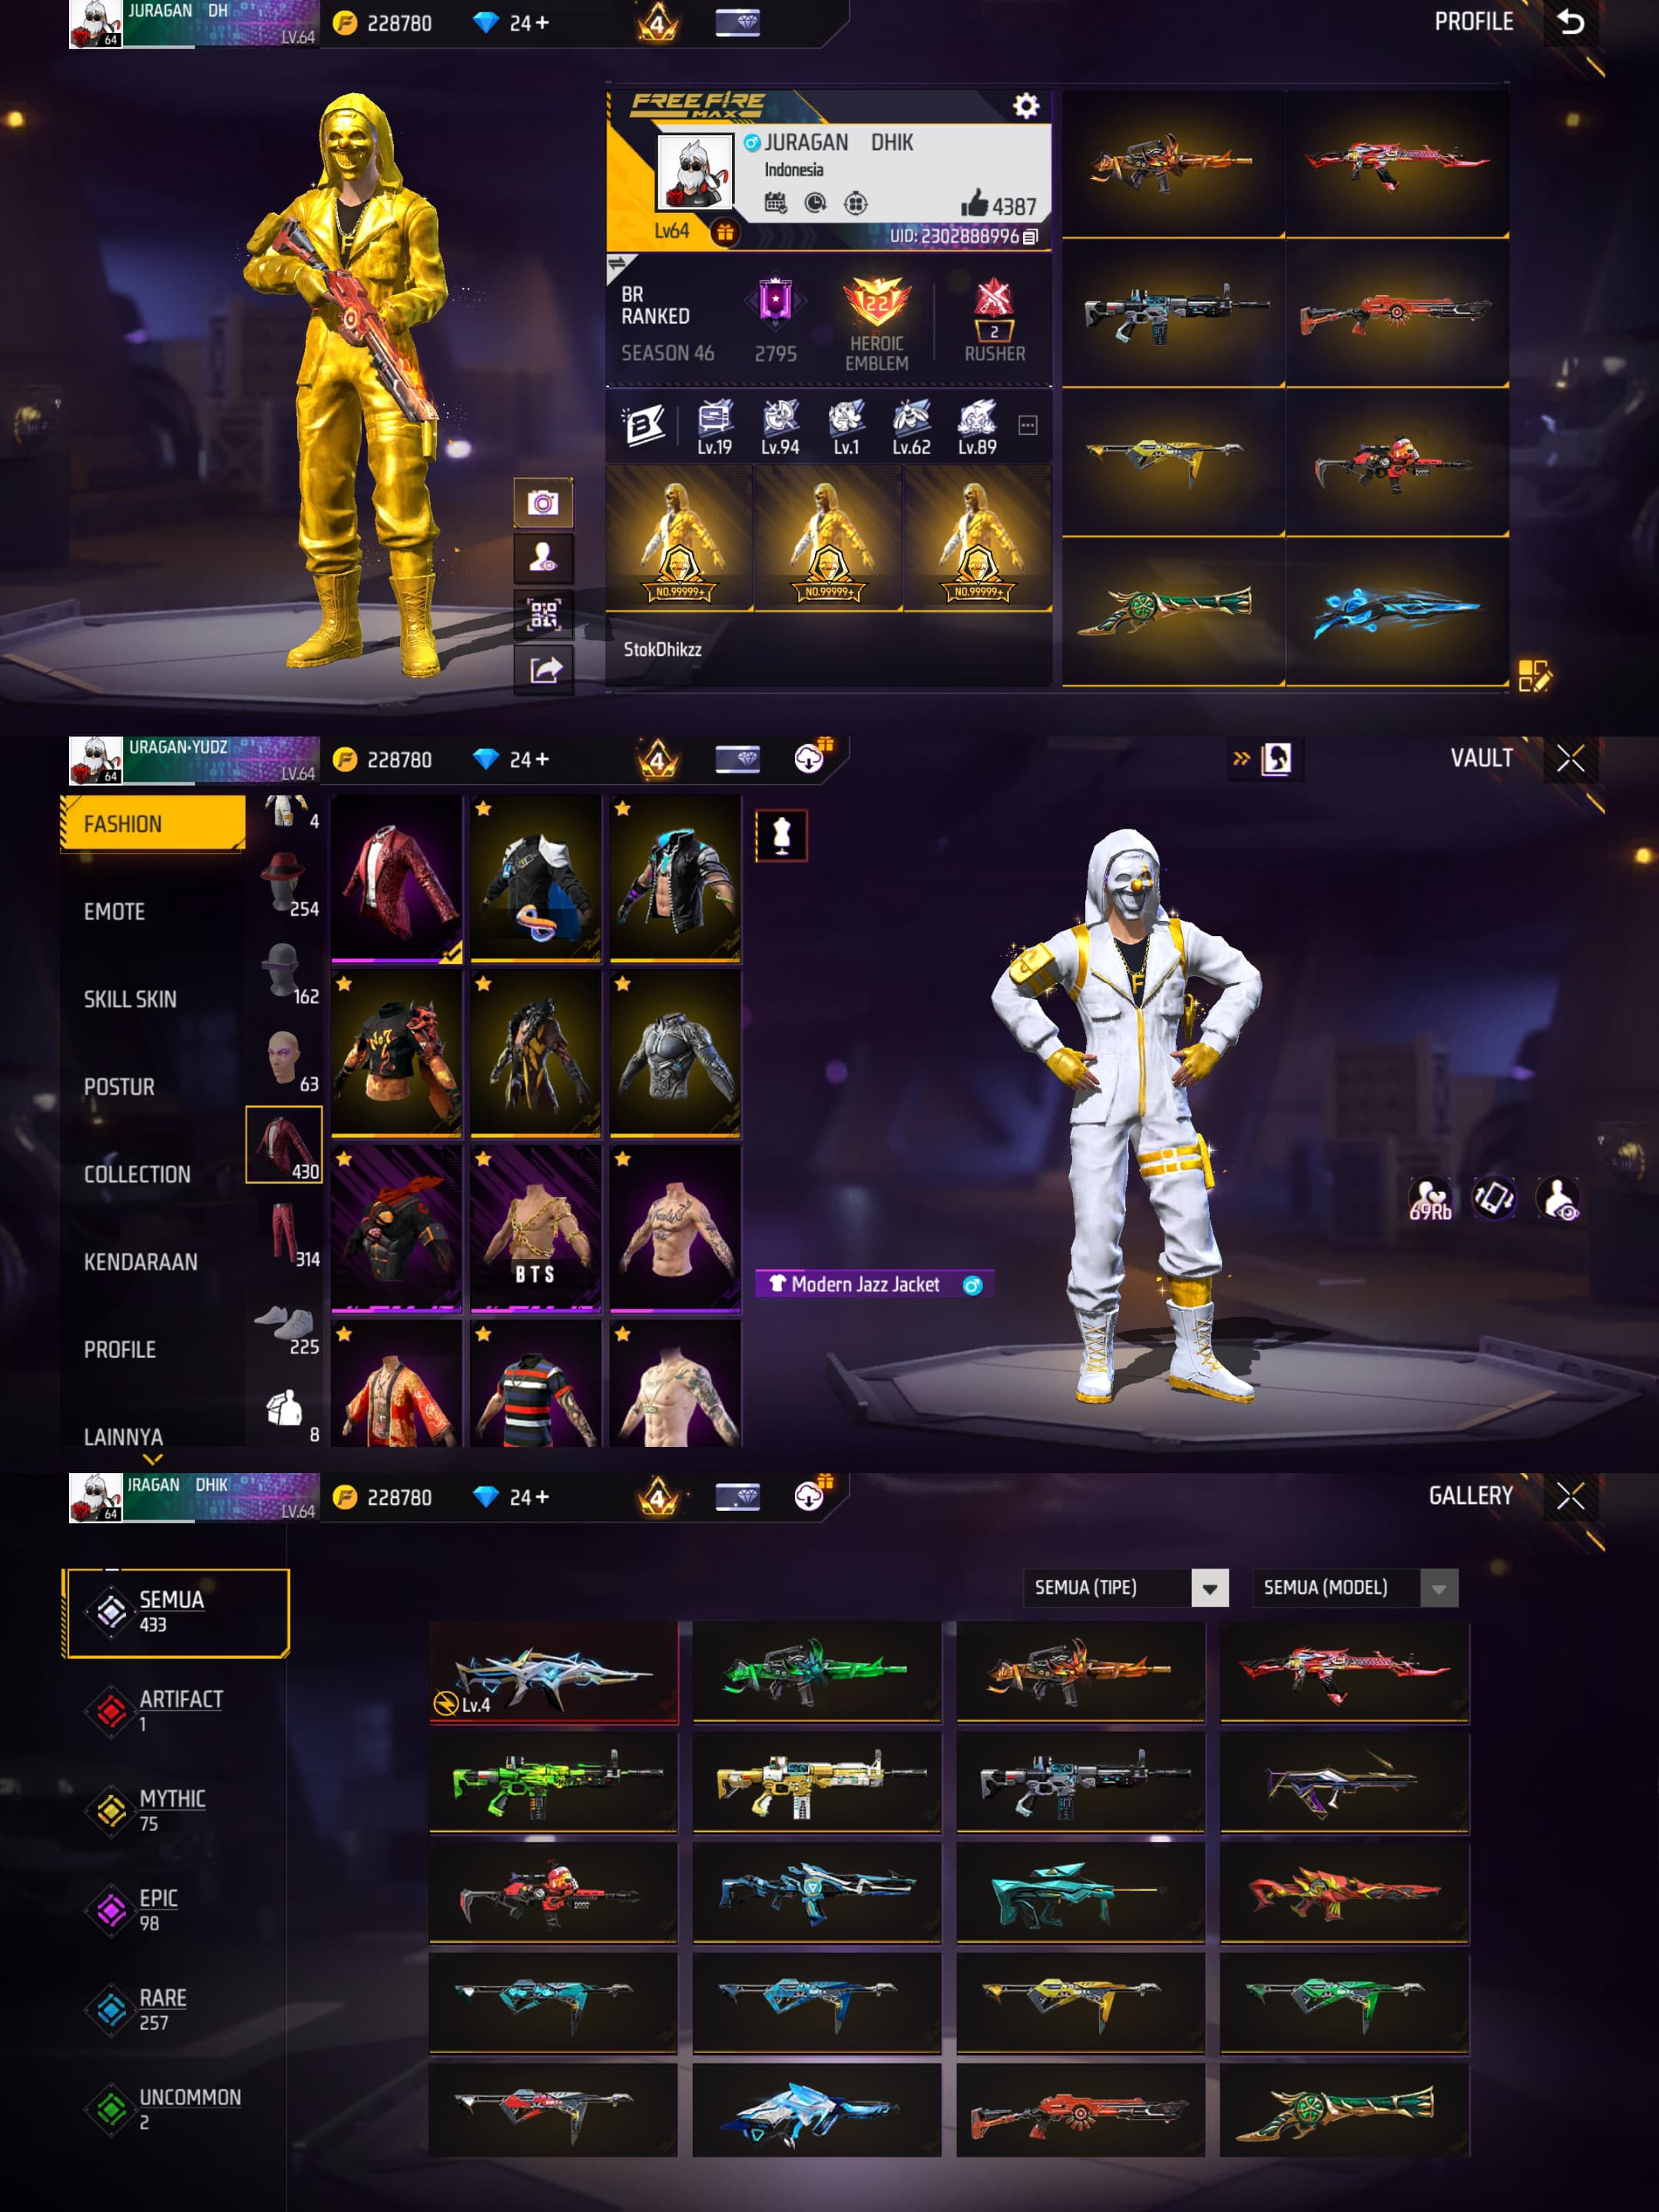 JURAGAN DH
64
LV.64
228780
24+
4
PROFILE
FREE FIRE
MAX
JURAGAN DHIK
Indonesia
4387
Lv64
UID: 2302888996
BR
RANKED
SEASON 46
2795
22
HEROIC
EMBLEM
2
RUSHER
B
Lv.19
Lv.94
Lv.1
Lv.62
Lv.89
NO.99999+
NO.99999+
NO.99999+
StokDhikzz
URAGAN•YUDZ
64
LV.64
228780
24+
4
VAULT
FASHION
EMOTE
SKILL SKIN
POSTUR
COLLECTION
KENDARAAN
PROFILE
LAINNYA
4
254
162
63
430
314
225
8
No7
BTS
F
69Rb
Modern Jazz Jacket
JRAGAN DHIK
64
LV.64
228780
24+
4
GALLERY
SEMUA
433
ARTIFACT
1
MYTHIC
75
EPIC
98
RARE
257
UNCOMMON
2
SEMUA (TIPE)
SEMUA (MODEL)
Lv.4